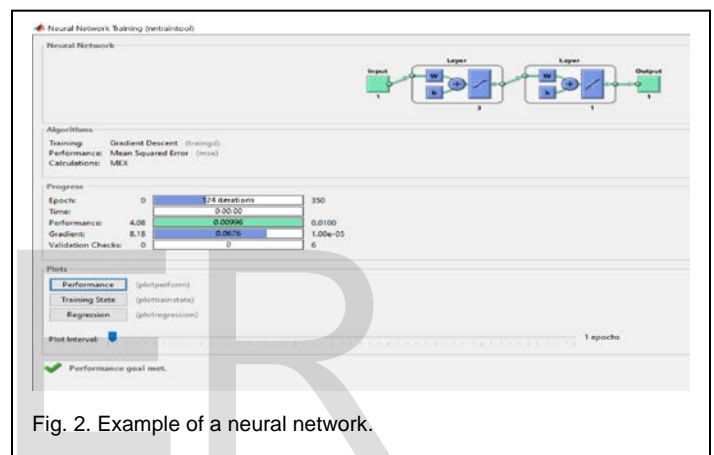 Neural Network Training (nntraintool)
Neural Network
Layer Layer
Input Output
W W
b b
1 3 1 1
Algorithms
Training: Gradient Descent (traingd)
Performance: Mean Squared Error (mse)
Calculations: MEX
Progress
Epoch: 0 124 iterations 350
Time: 0:00:00
Performance: 4.08 0.00996 0.0100
Gradient: 8.18 0.0676 1.00e-05
Validation Checks: 0 0 6
Plots
Performance (plotperform)
Training State (plottrainstate)
Regression (plotregression)
Plot Interval: 1 epochs
Performance goal met.
Fig. 2. Example of a neural network.
ER